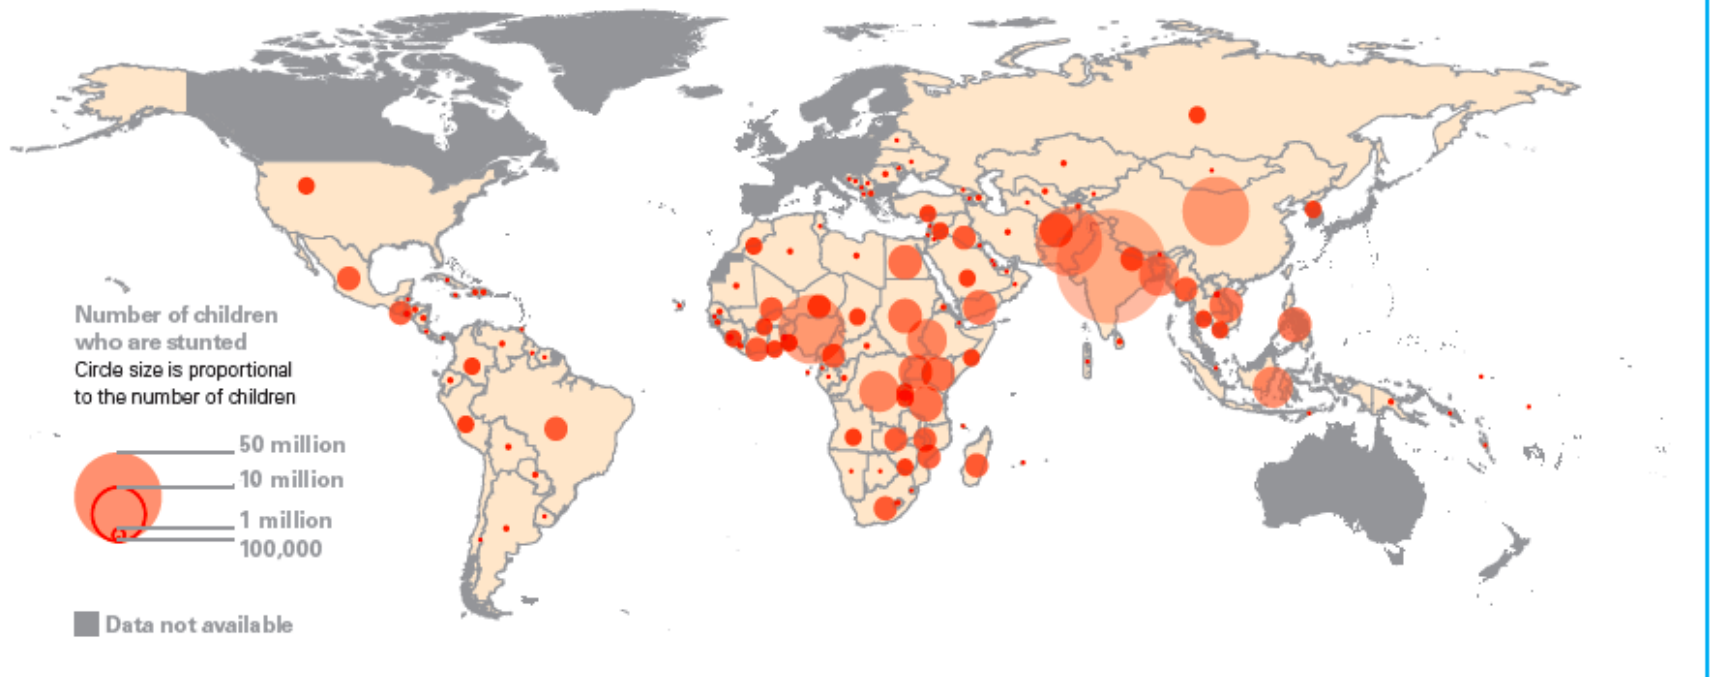 Number of children
who are stunted
Circle size is proportional
to the number of children
50 million
10 million
1 million
100,000
Data not available